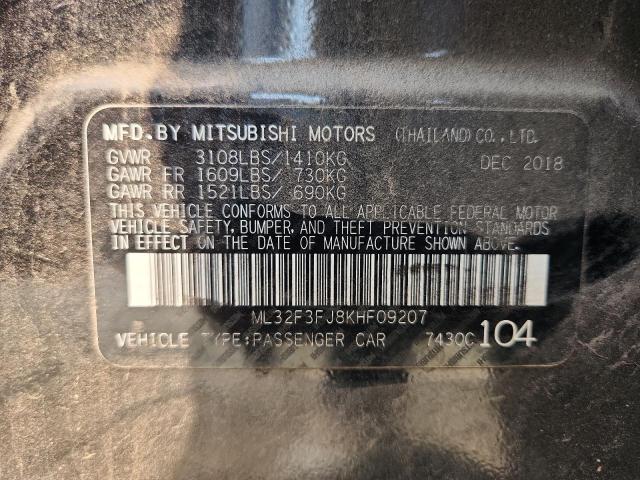 MFD.BY MITSUBISHI MOTORS (THAILAND)CO.,LTD.
GVWR 3108LBS/1410KG DEC 2018
GAWR FR 1609LBS/ 730KG
GAWR RR 1521LBS/ 690KG
THIS VEHICLE CONFORMS TO ALL APPLICABLE FEDERAL MOTOR
VEHICLE SAFETY, BUMPER, AND THEFT PREVENTION STANDARDS
IN EFFECT ON THE DATE OF MANUFACTURE SHOWN ABOVE.
ML32F3FJ8KHF09207
VEHICLE TYPE:PASSENGER CAR 7430C 104